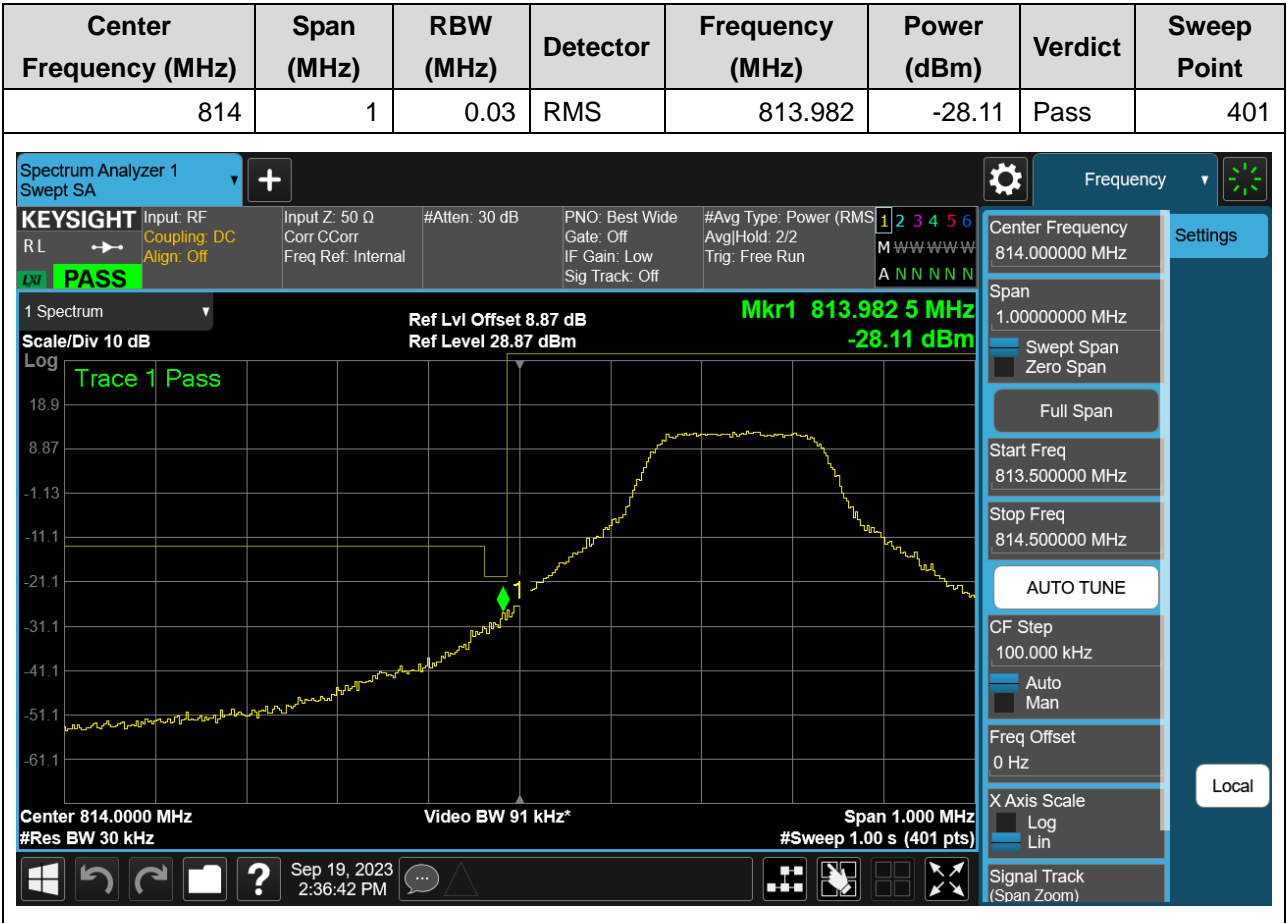 Center Frequency (MHz) Span (MHz) RBW (MHz) Detector Frequency (MHz) Power (dBm) Verdict Sweep Point
814 1 0.03 RMS 813.982 -28.11 Pass 401
Spectrum Analyzer 1
Swept SA
Frequency
KEYSIGHT
R L
LXI PASS
Input: RF
Coupling: DC
Align: Off
Input Z: 50 Ω
Corr CCorr
Freq Ref: Internal
#Atten: 30 dB
PNO: Best Wide
Gate: Off
IF Gain: Low
Sig Track: Off
#Avg Type: Power (RMS
Avg|Hold: 2/2
Trig: Free Run
1 2 3 4 5 6
M W W W W W
A N N N N N
1 Spectrum
Scale/Div 10 dB
Ref Lvl Offset 8.87 dB
Ref Level 28.87 dBm
Mkr1 813.982 5 MHz
-28.11 dBm
Log
Trace 1 Pass
18.9
8.87
-1.13
-11.1
-21.1
-31.1
-41.1
-51.1
-61.1
1
Center 814.0000 MHz
#Res BW 30 kHz
Video BW 91 kHz*
Span 1.000 MHz
#Sweep 1.00 s (401 pts)
Center Frequency
814.000000 MHz
Span
1.00000000 MHz
Swept Span
Zero Span
Full Span
Start Freq
813.500000 MHz
Stop Freq
814.500000 MHz
AUTO TUNE
CF Step
100.000 kHz
Auto
Man
Freq Offset
0 Hz
X Axis Scale
Log
Lin
Signal Track
(Span Zoom)
Settings
Local
?
Sep 19, 2023
2:36:42 PM